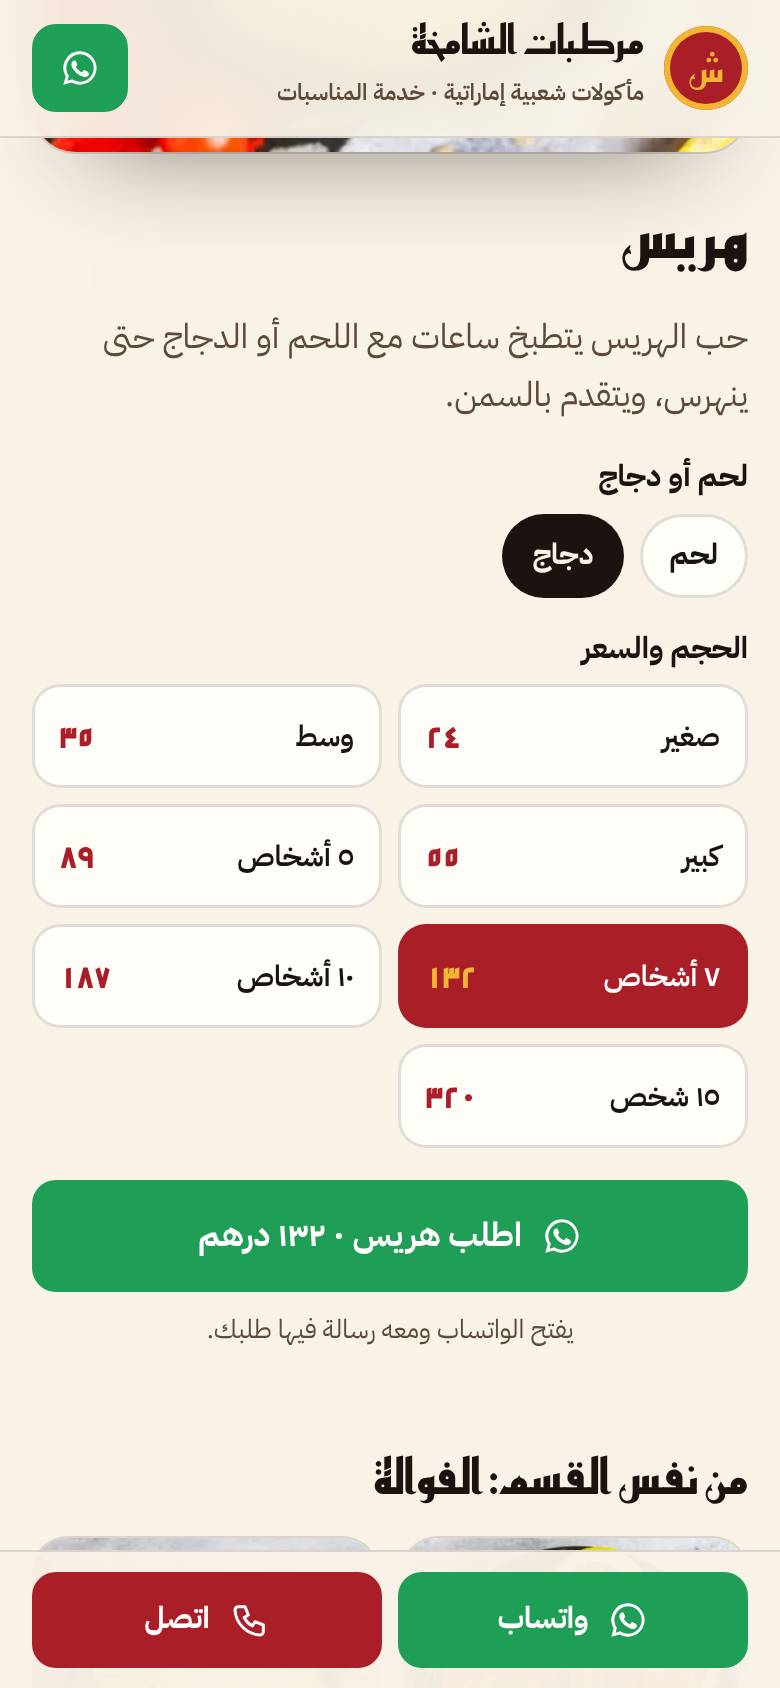 ش
مرطبات الشامخة
مأكولات شعبية إماراتية · خدمة المناسبات
هريس
حب الهريس يتطبخ ساعات مع اللحم أو الدجاج حتى
ينهرس، ويتقدم بالسمن.
لحم أو دجاج
لحم
دجاج
الحجم والسعر
صغير ٢٤
وسط ٣٥
كبير ٥٥
٥ أشخاص ٨٩
٧ أشخاص ١٣٢
١٠ أشخاص ١٨٧
١٥ شخص ٣٢٠
اطلب هريس · ١٣٢ درهم
يفتح الواتساب ومعه رسالة فيها طلبك.
من نفس القسم: الفوالة
واتساب
اتصل